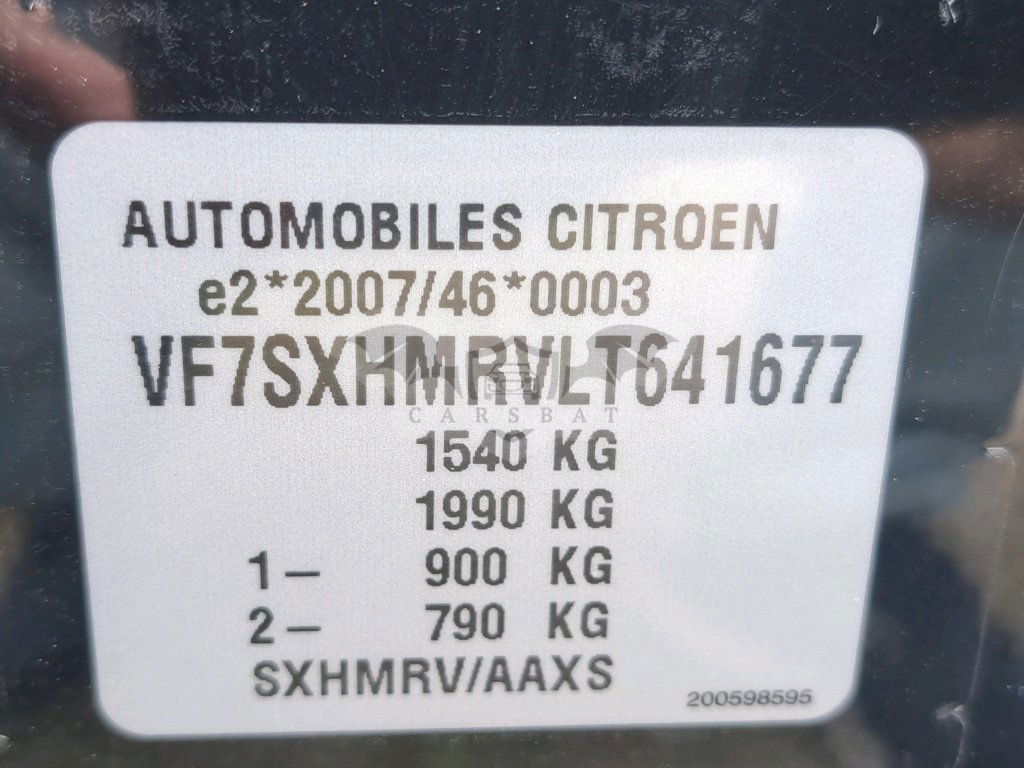 AUTOMOBILES CITROEN
e2*2007/46*0003
VF7SXHMRVLT641677
CARSBAT
1540 KG
1990 KG
1- 900 KG
2- 790 KG
SXHMRV/AAXS
200598595